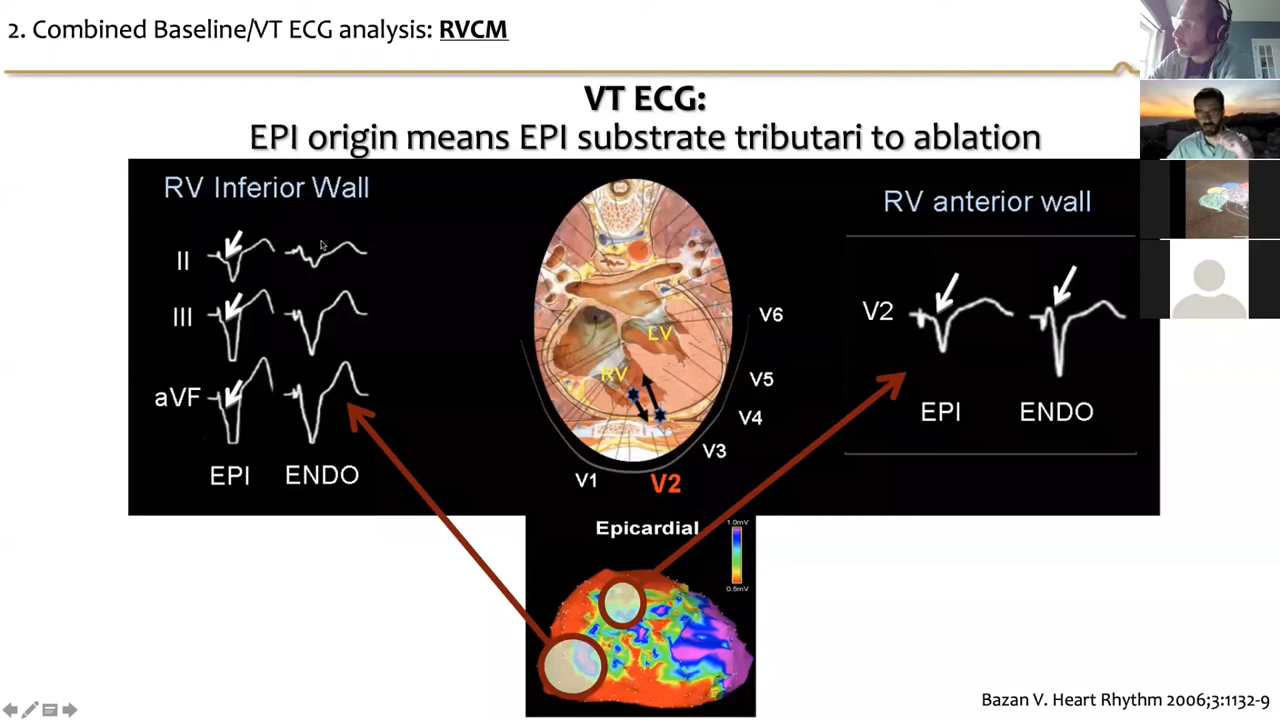 2. Combined Baseline/VT ECG analysis: RVCM
VT ECG:
EPI origin means EPI substrate tributari to ablation
RV Inferior Wall
II
III
aVF
EPI ENDO
LV
RV
V6
V5
V4
V3
V2
V1
RV anterior wall
V2
EPI ENDO
Epicardial
1.0mV
0.5mV
Bazan V. Heart Rhythm 2006;3:1132-9